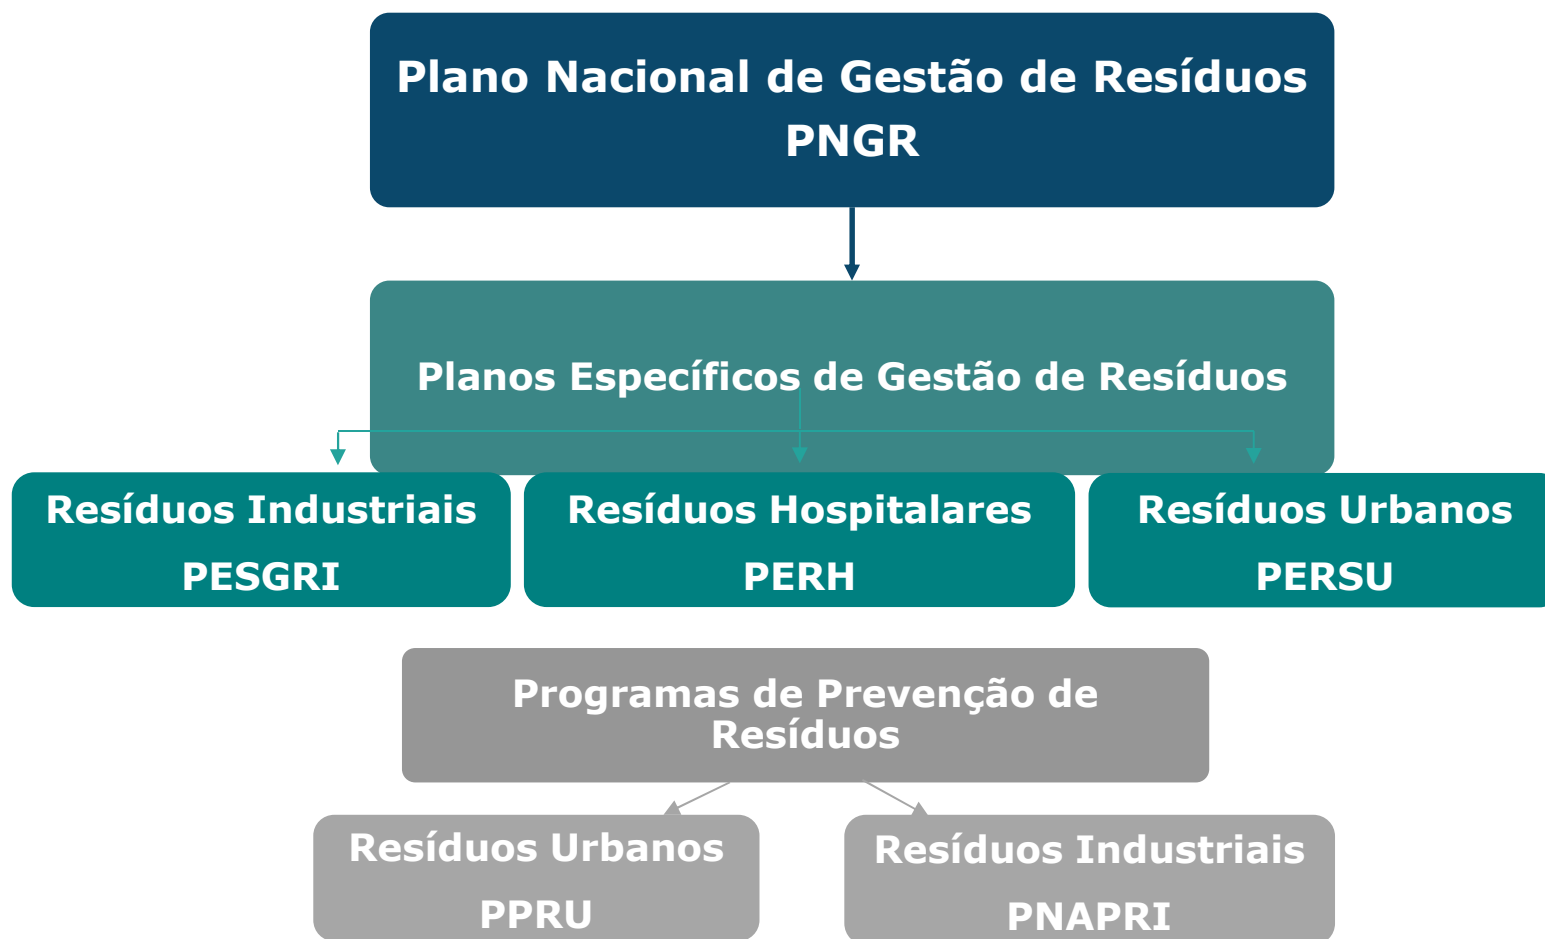 Plano Nacional de Gestão de Resíduos
PNGR
Planos Específicos de Gestão de Resíduos
Resíduos Industriais
PESGRI
Resíduos Hospitalares
PERH
Resíduos Urbanos
PERSU
Programas de Prevenção de
Resíduos
Resíduos Urbanos
PPRU
Resíduos Industriais
PNAPRI